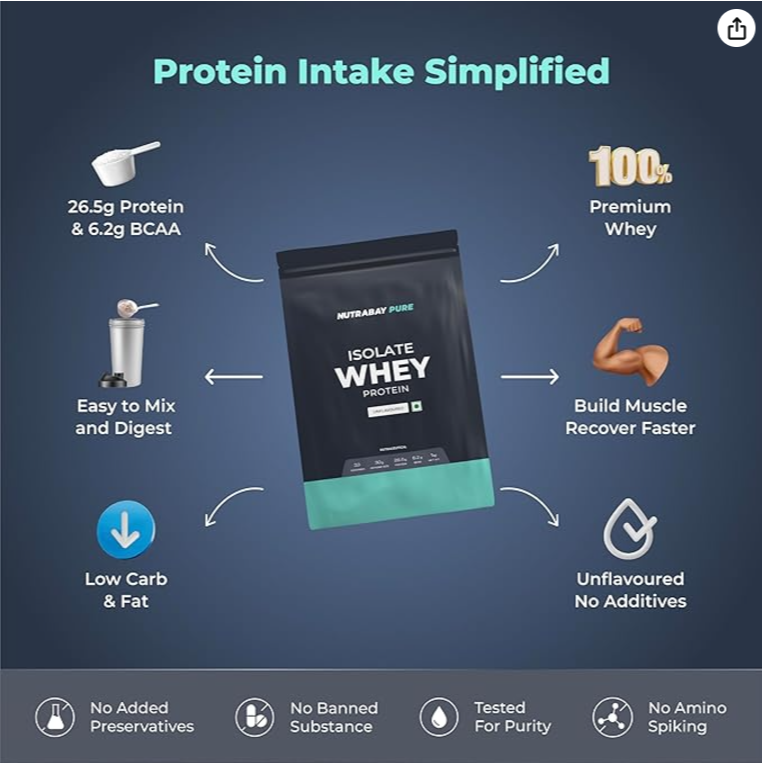 Protein Intake Simplified
26.5g Protein
& 6.2g BCAA
100%
Premium
Whey
NUTRABAY PURE
ISOLATE
WHEY
PROTEIN
UNFLAVOURED
Easy to Mix
and Digest
Build Muscle
Recover Faster
Low Carb
& Fat
Unflavoured
No Additives
No Added
Preservatives
No Banned
Substance
Tested
For Purity
No Amino
Spiking